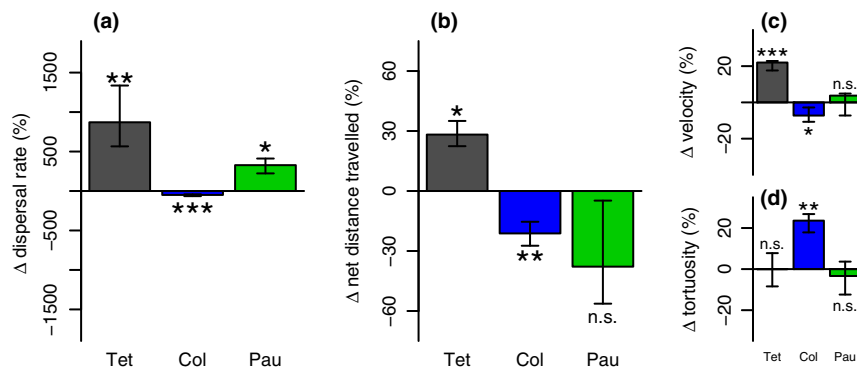 (a)
Δ dispersal rate (%)
1500
500
−500
−1500
**
***
*
Tet Col Pau
(b)
Δ net distance travelled (%)
60
30
0
−30
−60
*
**
n.s.
Tet Col Pau
(c)
Δ velocity (%)
20
−20
***
*
n.s.
(d)
Δ tortuosity (%)
20
0
−20
n.s.
**
n.s.
Tet Col Pau